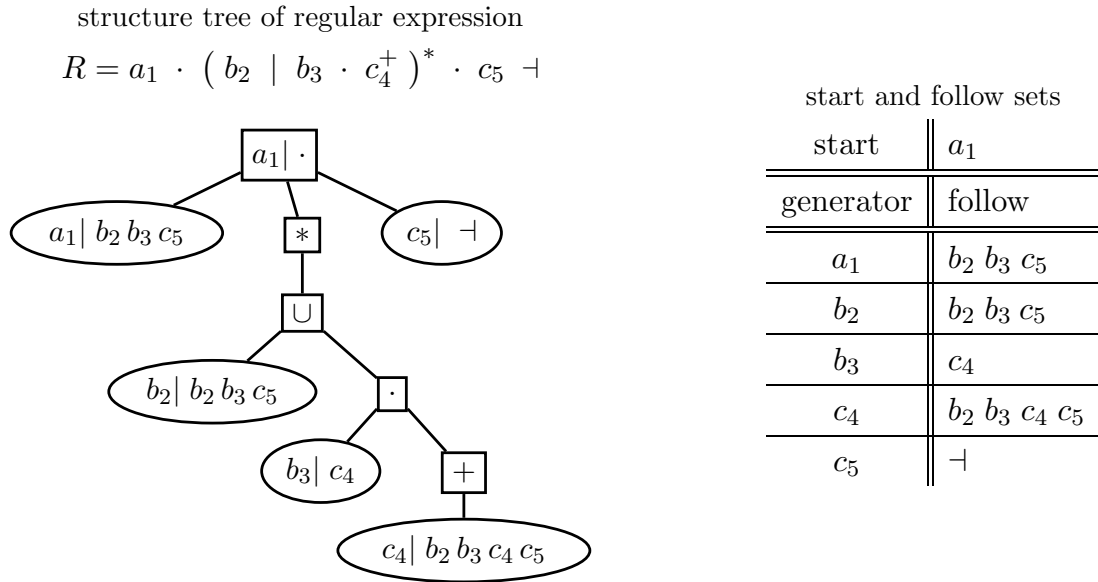 structure tree of regular expression
R = a₁ · ( b₂ | b₃ · c₄⁺ )* · c₅ ⊣
a₁| ·
a₁| b₂ b₃ c₅
*
c₅| ⊣
∪
b₂| b₂ b₃ c₅
·
b₃| c₄
+
c₄| b₂ b₃ c₄ c₅
start and follow sets
start a₁
generator follow
a₁ b₂ b₃ c₅
b₂ b₂ b₃ c₅
b₃ c₄
c₄ b₂ b₃ c₄ c₅
c₅ ⊣